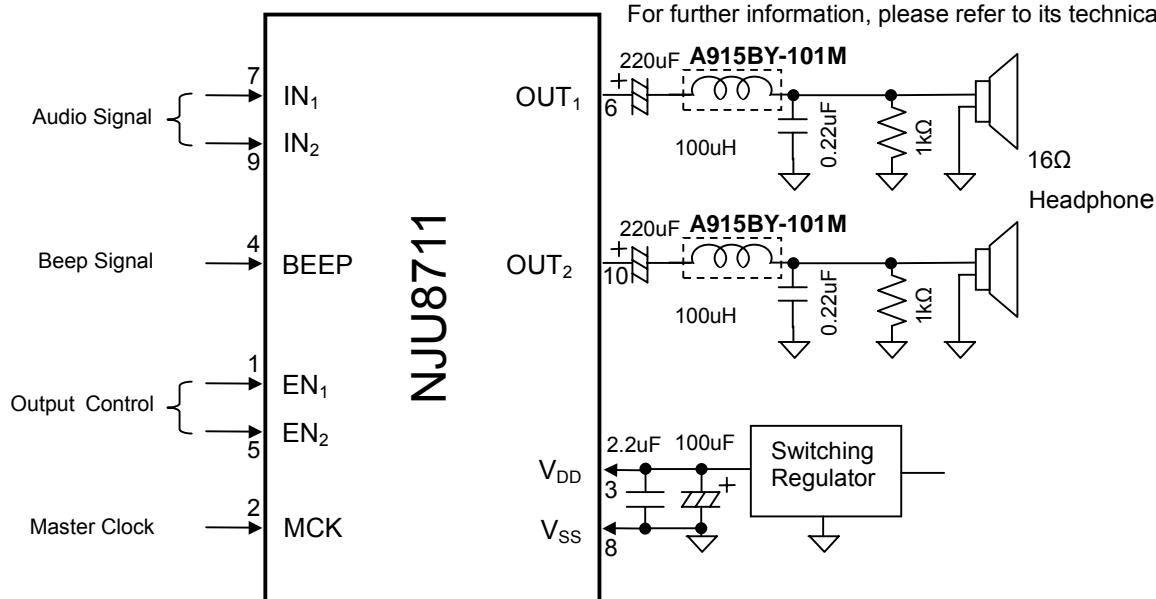 For further information, please refer to its technica
220uF
A915BY-101M
+
7
IN1
OUT1
6
Audio Signal
100uH
0.22uF
1kΩ
IN2
9
16Ω
Headphone
220uF
A915BY-101M
+
4
Beep Signal
BEEP
OUT2
10
100uH
0.22uF
1kΩ
NJU8711
1
EN1
Output Control
EN2
5
2.2uF
100uF
Switching
Regulator
VDD
3
+
2
Master Clock
MCK
VSS
8